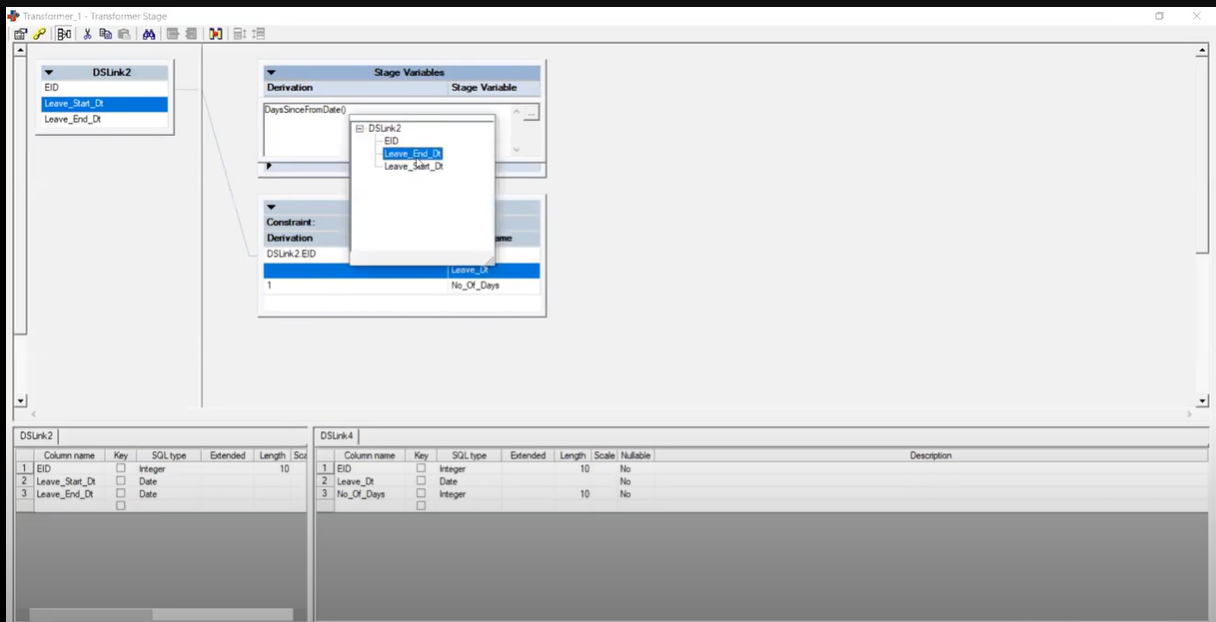 Transformer_1 - Transformer Stage
DSLink2
EID
Leave_Start_Dt
Leave_End_Dt
Stage Variables
Derivation Stage Variable
DaysSinceFromDate()
...
DSLink2
EID
Leave_End_Dt
Leave_Start_Dt
Constraint:
Derivation ame
DSLink2.EID
Leave_Dt
1 No_Of_Days
DSLink2
Column name Key SQL type Extended Length Sca
1 EID Integer 10
2 Leave_Start_Dt Date
3 Leave_End_Dt Date
DSLink4
Column name Key SQL type Extended Length Scale Nullable Description
1 EID Integer 10 No
2 Leave_Dt Date No
3 No_Of_Days Integer 10 No